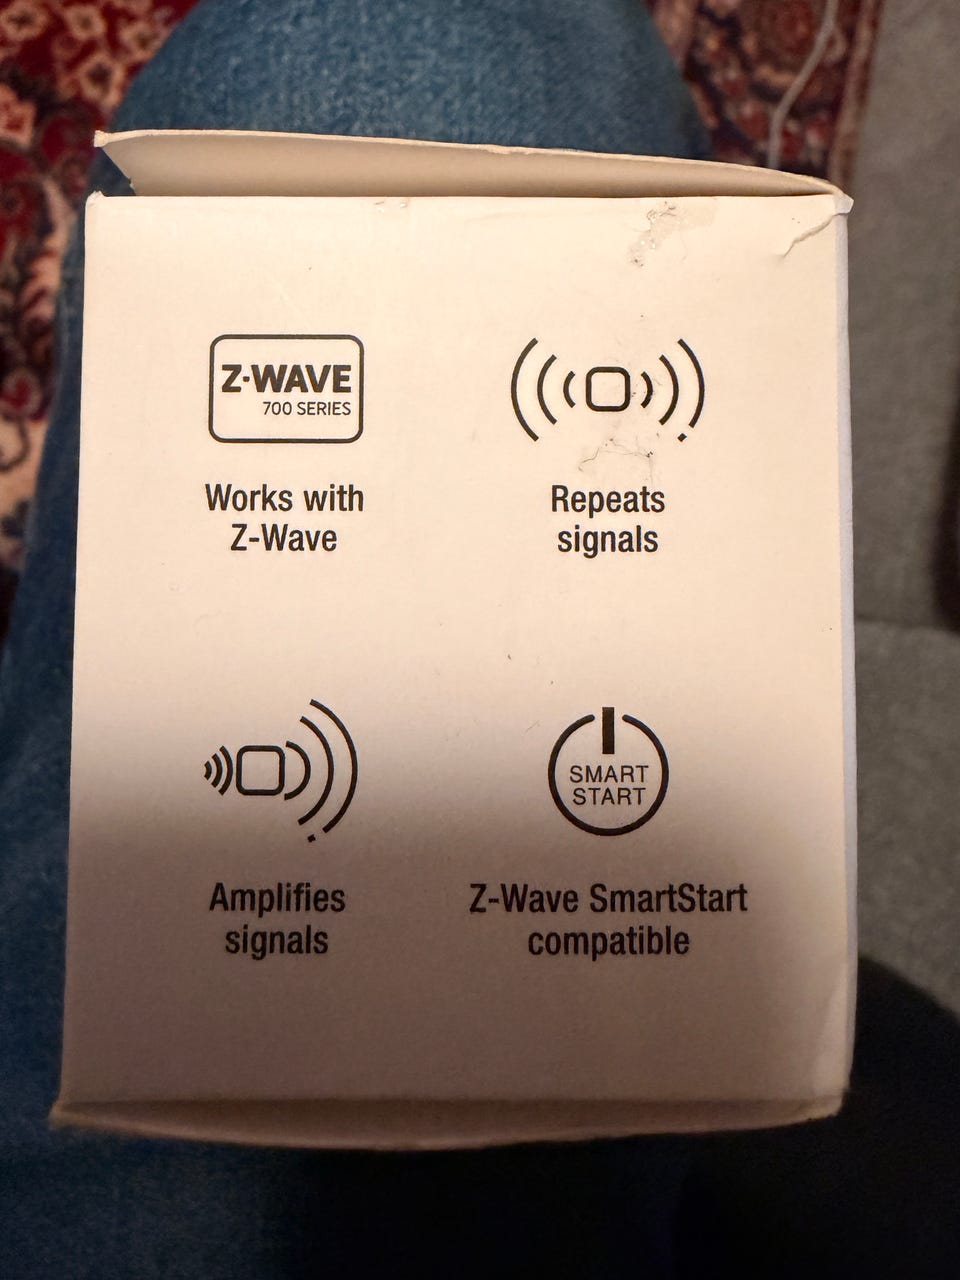 Z-WAVE
700 SERIES
Works with
Z-Wave
Repeats
signals
Amplifies
signals
SMART
START
Z-Wave SmartStart
compatible